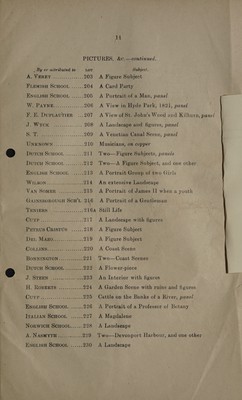 11
PICTURES, &c.—continued.
By or attributed to Lot Subject.
A. VEREY 203 A Figure Subject
FLEMISH SCHOOL 204 A Card Party
ENGLISH SCHOOL 205 A Portrait of a Man, panel
W. PAYNE 206 A View in Hyde Park, 1821, panel
F. E. DUPLASTIER 207 A View of St. John's Wood and Kilburn, panel
J. WYCK 208 A Landscape and figures, panel
S. T. 209 A Venetian Canal Scene, panel
UNKNOWN 210 Musicians, on copper
DUTCH SCHOOL 211 Two—Figure Subjects, panels
DUTCH SCHOOL 212 Two—A Figure Subject, and one other
ENGLISH SCHOOL 213 A Portrait Group of two Girls
WILSON 214 An extensive Landscape
VAN SOMER 215 A Portrait of James II when a youth
GAINSBOROUGH SCH'L 216 A Portrait of a Gentleman
TENIERS 216A Still Life
CUYP 217 A Landscape with figures
PETRUS CRISTUS 218 A Figure Subject
DEL MARO 219 A Figure Subject
COLLINS 220 A Coast Scene
BONNINGTON 221 Two—Coast Scenes
DUTCH SCHOOL 222 A Flower-piece
J. STEEN 223 An Interior with figures
H. ROBERTS 224 A Garden Scene with ruins and figures
CUYP 225 Cattle on the Banks of a River, panel
ENGLISH SCHOOL 226 A Portrait of a Professor of Botany
ITALIAN SCHOOL 227 A Magdalene
NORWICH SCHOOL 228 A Landscape
A. NASMYTH 229 Two—Devonport Harbour, and one other
ENGLISH SCHOOL 230 A Landscape